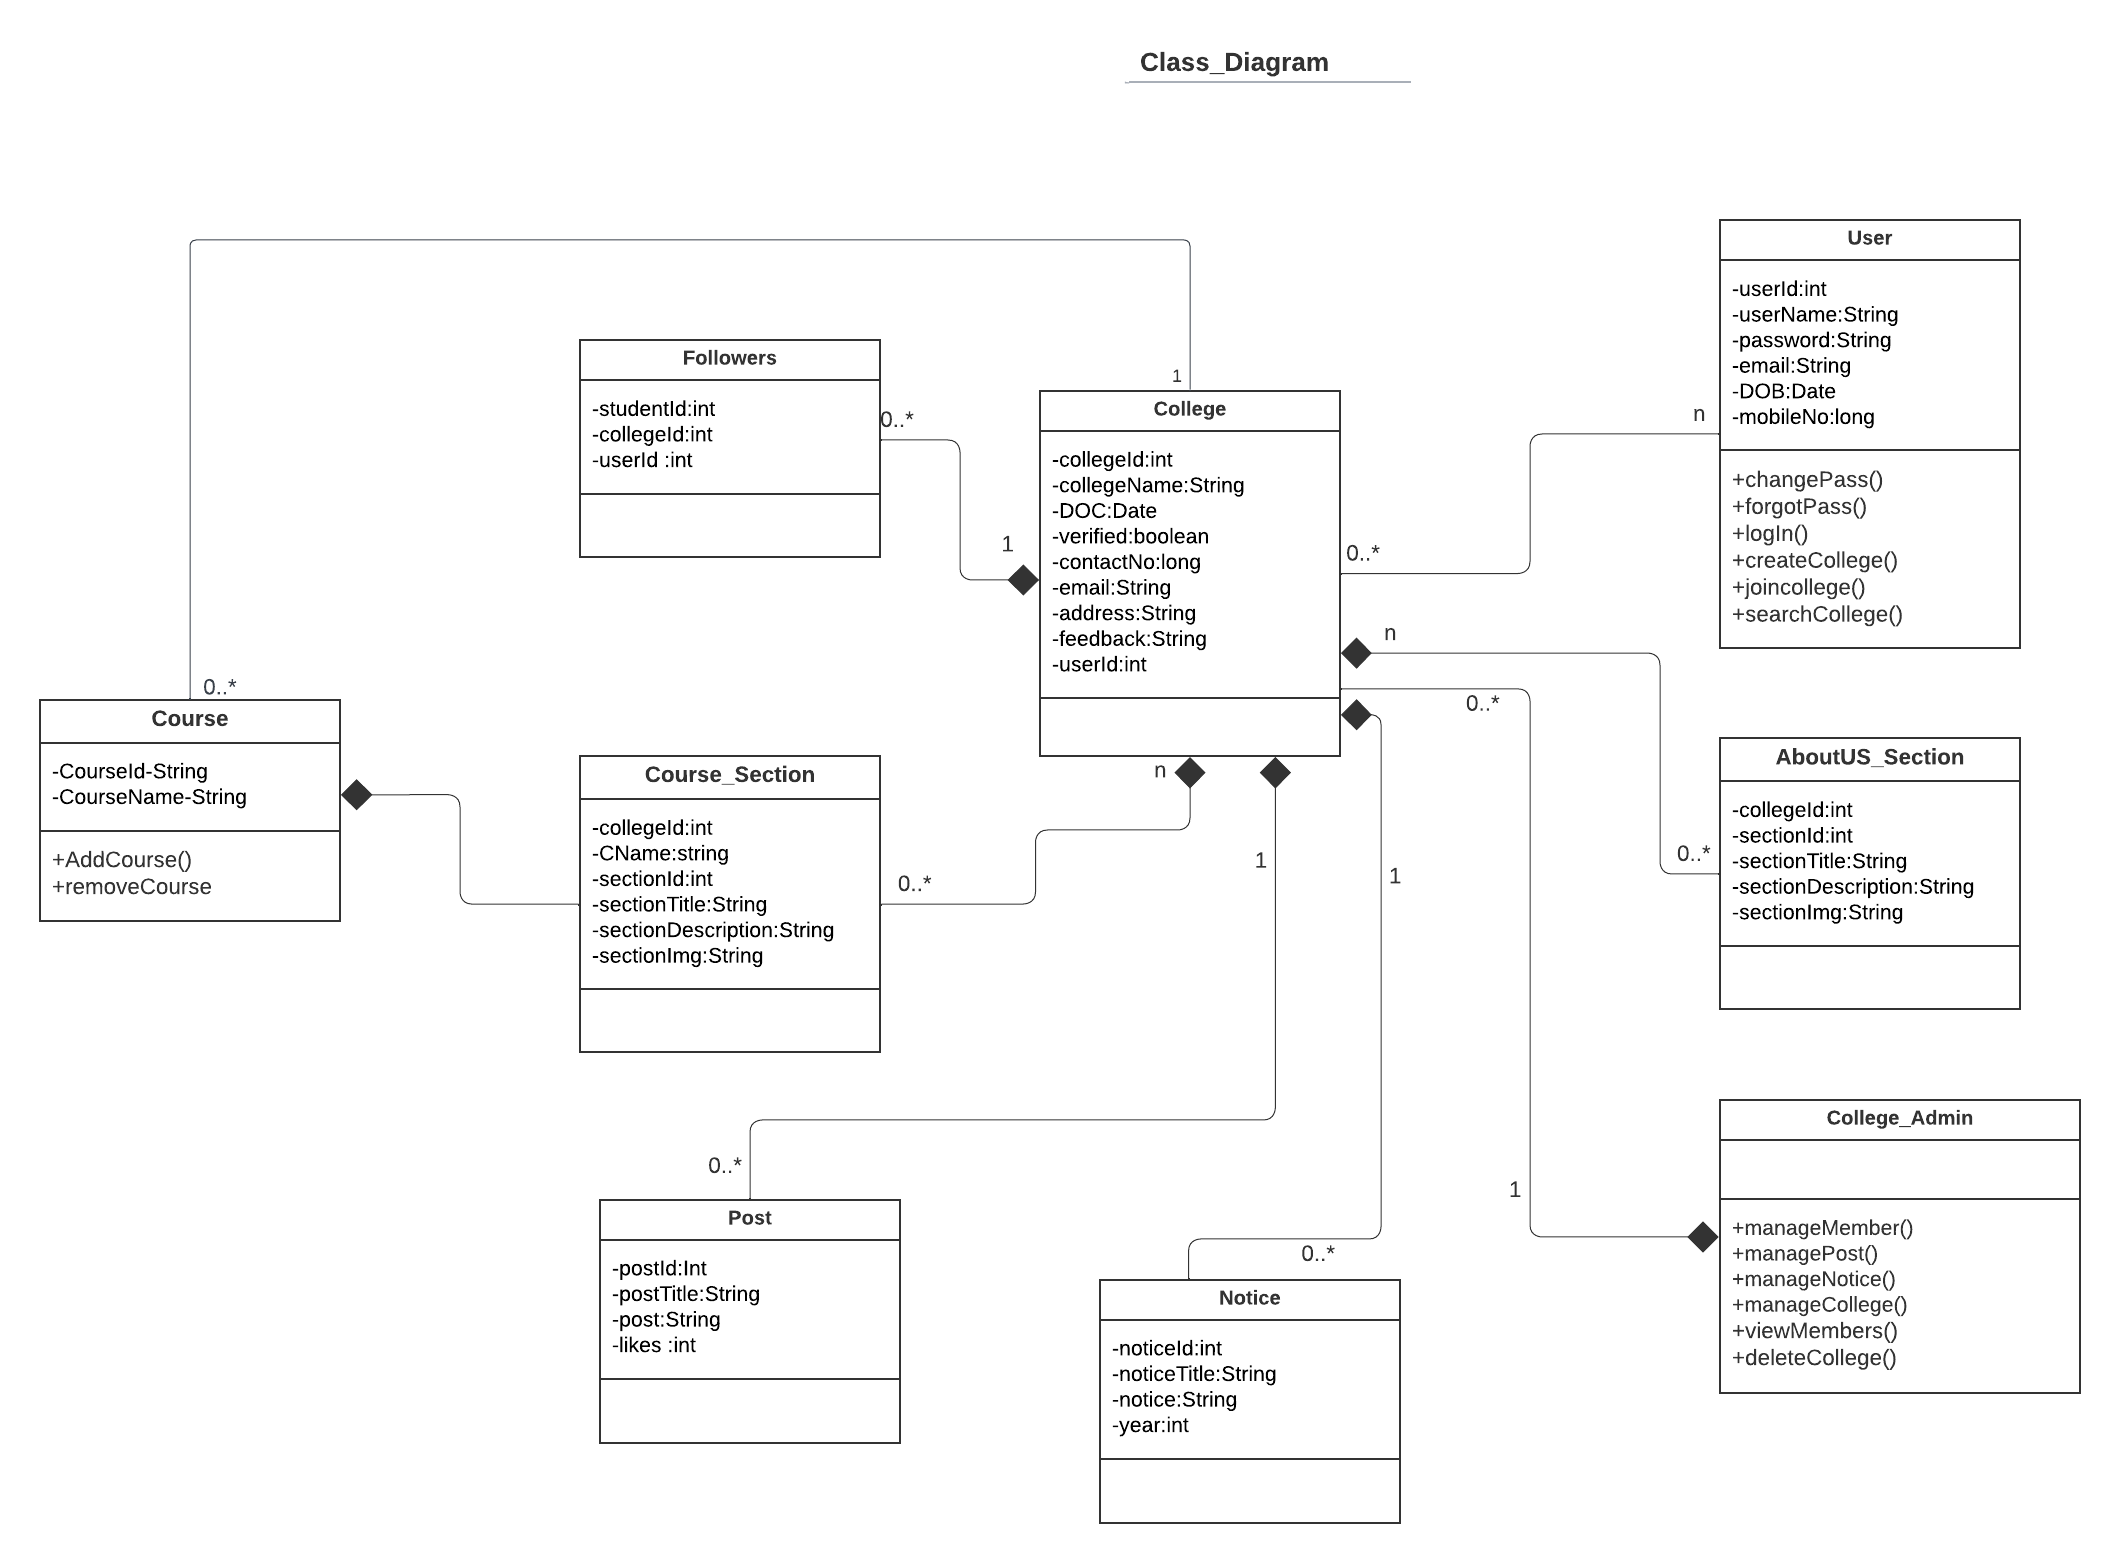 Class_Diagram
User
-userId:int
-userName:String
-password:String
-email:String
-DOB:Date
-mobileNo:long
+changePass()
+forgotPass()
+logIn()
+createCollege()
+joincollege()
+searchCollege()
n
0..*
Followers
-studentId:int
-collegeId:int
-userId :int
0..*
1
1
College
-collegeId:int
-collegeName:String
-DOC:Date
-verified:boolean
-contactNo:long
-email:String
-address:String
-feedback:String
-userId:int
n
0..*
0..*
Course
-CourseId-String
-CourseName-String
+AddCourse()
+removeCourse
Course_Section
-collegeId:int
-CName:string
-sectionId:int
-sectionTitle:String
-sectionDescription:String
-sectionImg:String
n
0..*
1
1
AboutUS_Section
-collegeId:int
-sectionId:int
-sectionTitle:String
-sectionDescription:String
-sectionImg:String
0..*
College_Admin
+manageMember()
+managePost()
+manageNotice()
+manageCollege()
+viewMembers()
+deleteCollege()
1
0..*
Post
-postId:Int
-postTitle:String
-post:String
-likes :int
0..*
Notice
-noticeId:int
-noticeTitle:String
-notice:String
-year:int